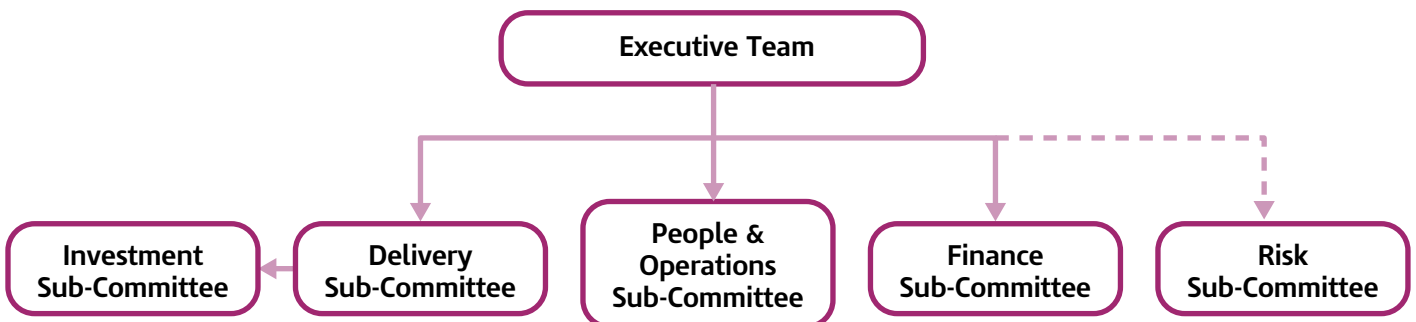 Executive Team
Investment
Sub-Committee
Delivery
Sub-Committee
People &
Operations
Sub-Committee
Finance
Sub-Committee
Risk
Sub-Committee